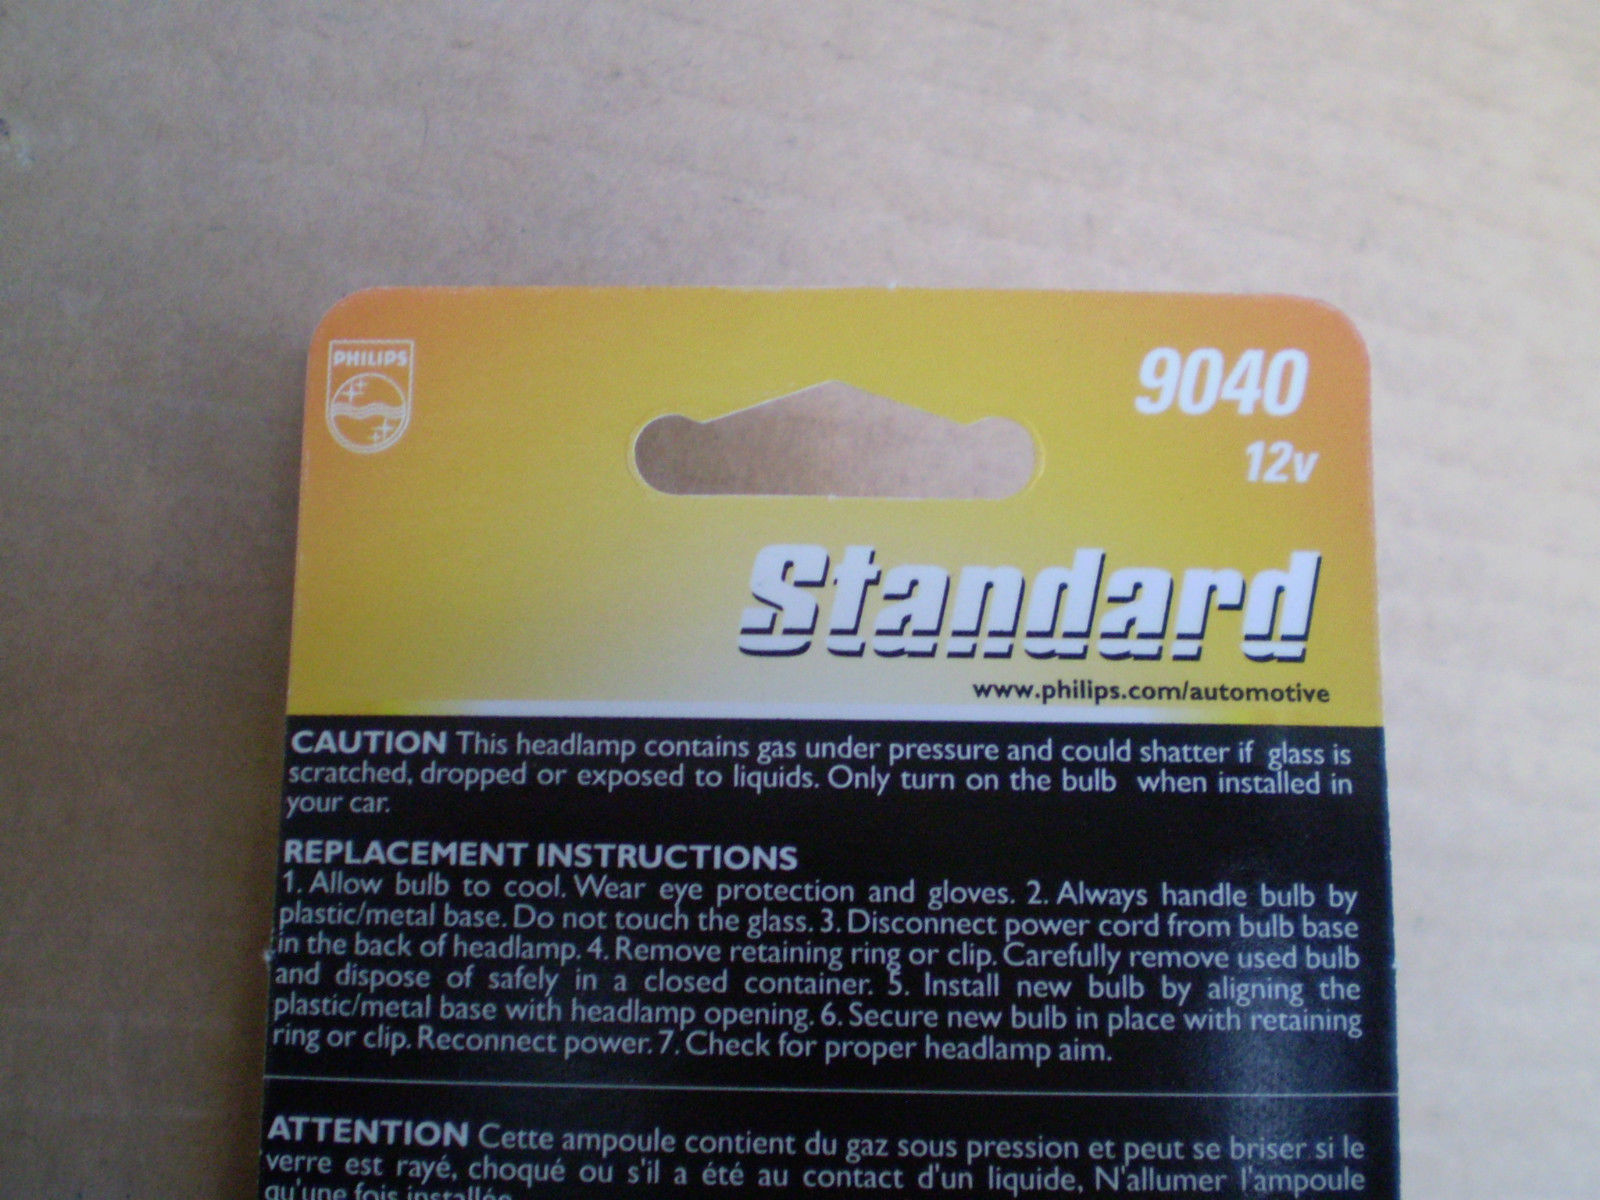 PHILIPS
9040
12v
Standard
www.philips.com/automotive
CAUTION This headlamp contains gas under pressure and could shatter if glass is
scratched, dropped or exposed to liquids. Only turn on the bulb when installed in
your car.
REPLACEMENT INSTRUCTIONS
1. Allow bulb to cool. Wear eye protection and gloves. 2. Always handle bulb by
plastic/metal base. Do not touch the glass. 3. Disconnect power cord from bulb base
in the back of headlamp. 4. Remove retaining ring or clip. Carefully remove used bulb
and dispose of safely in a closed container. 5. Install new bulb by aligning the
plastic/metal base with headlamp opening. 6. Secure new bulb in place with retaining
ring or clip. Reconnect power. 7. Check for proper headlamp aim.
ATTENTION Cette ampoule contient du gaz sous pression et peut se briser si le
verre est rayé, choqué ou s'il a été au contact d'un liquide, N'allumer l'ampoule
qu'une fois installée